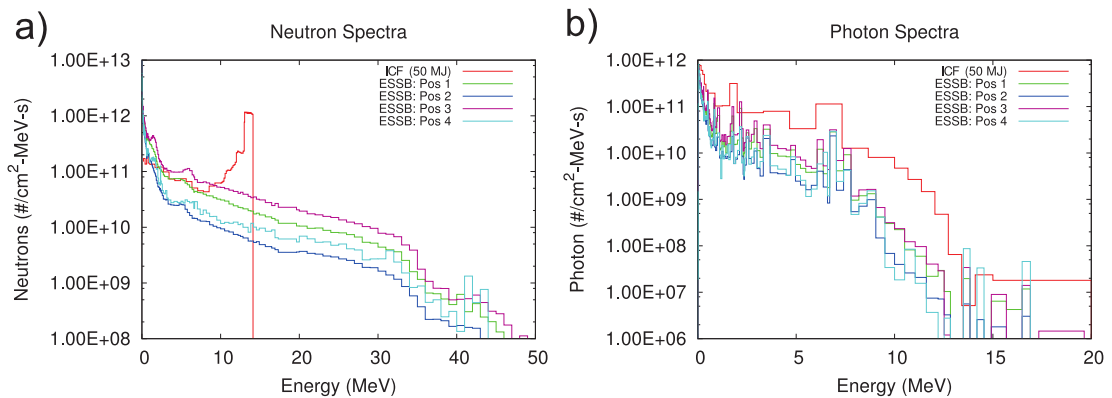 a)
Neutron Spectra
Neutrons (#/cm²-MeV-s)
1.00E+13
1.00E+12
1.00E+11
1.00E+10
1.00E+09
1.00E+08
ICF (50 MJ)
ESSB: Pos 1
ESSB: Pos 2
ESSB: Pos 3
ESSB: Pos 4
0 10 20 30 40 50
Energy (MeV)
b)
Photon Spectra
Photon (#/cm²-MeV-s)
1.00E+12
1.00E+11
1.00E+10
1.00E+09
1.00E+08
1.00E+07
1.00E+06
ICF (50 MJ)
ESSB: Pos 1
ESSB: Pos 2
ESSB: Pos 3
ESSB: Pos 4
0 5 10 15 20
Energy (MeV)